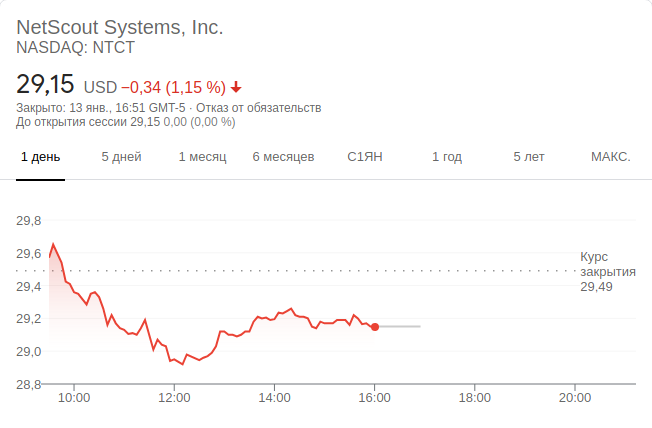 NetScout Systems, Inc.
NASDAQ: NTCT
29,15 USD −0,34 (1,15 %)
Закрыто: 13 янв., 16:51 GMT-5 · Отказ от обязательств
До открытия сессии 29,15 0,00 (0,00 %)
1 день 5 дней 1 месяц 6 месяцев С1ЯН 1 год 5 лет МАКС.
29,8
29,6
29,4
29,2
29,0
28,8
Курс
закрытия
29,49
10:00 12:00 14:00 16:00 18:00 20:00